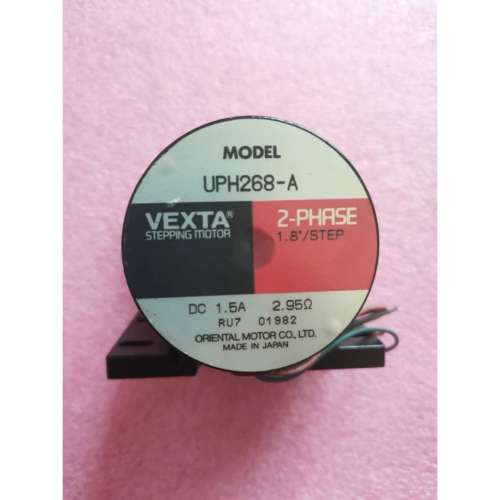 MODEL
UPH268-A
VEXTA® 2-PHASE
STEPPING MOTOR 1.8°/STEP
DC 1.5A 2.95Ω
RU7 01982
ORIENTAL MOTOR CO., LTD.
MADE IN JAPAN